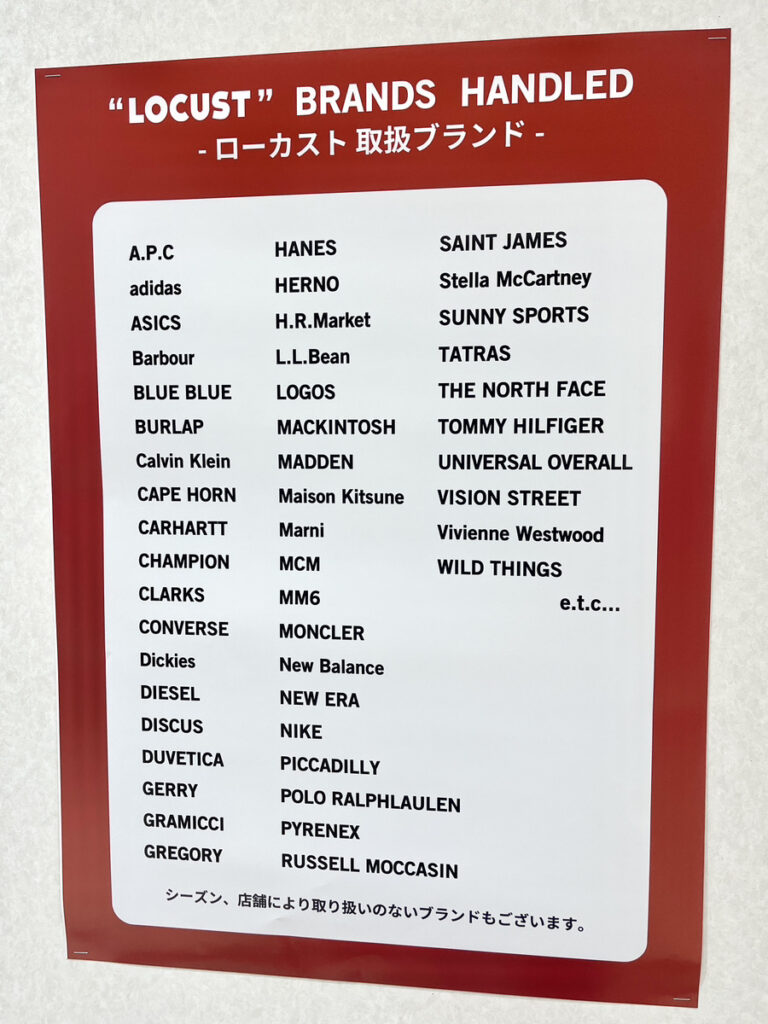 “LOCUST” BRANDS HANDLED
- ローカスト 取扱ブランド -
A.P.C
adidas
ASICS
Barbour
BLUE BLUE
BURLAP
Calvin Klein
CAPE HORN
CARHARTT
CHAMPION
CLARKS
CONVERSE
Dickies
DIESEL
DISCUS
DUVETICA
GERRY
GRAMICCI
GREGORY
HANES
HERNO
H.R.Market
L.L.Bean
LOGOS
MACKINTOSH
MADDEN
Maison Kitsune
Marni
MCM
MM6
MONCLER
New Balance
NEW ERA
NIKE
PICCADILLY
POLO RALPHLAULEN
PYRENEX
RUSSELL MOCCASIN
SAINT JAMES
Stella McCartney
SUNNY SPORTS
TATRAS
THE NORTH FACE
TOMMY HILFIGER
UNIVERSAL OVERALL
VISION STREET
Vivienne Westwood
WILD THINGS
e.t.c...
シーズン、店舗により取り扱いのないブランドもございます。